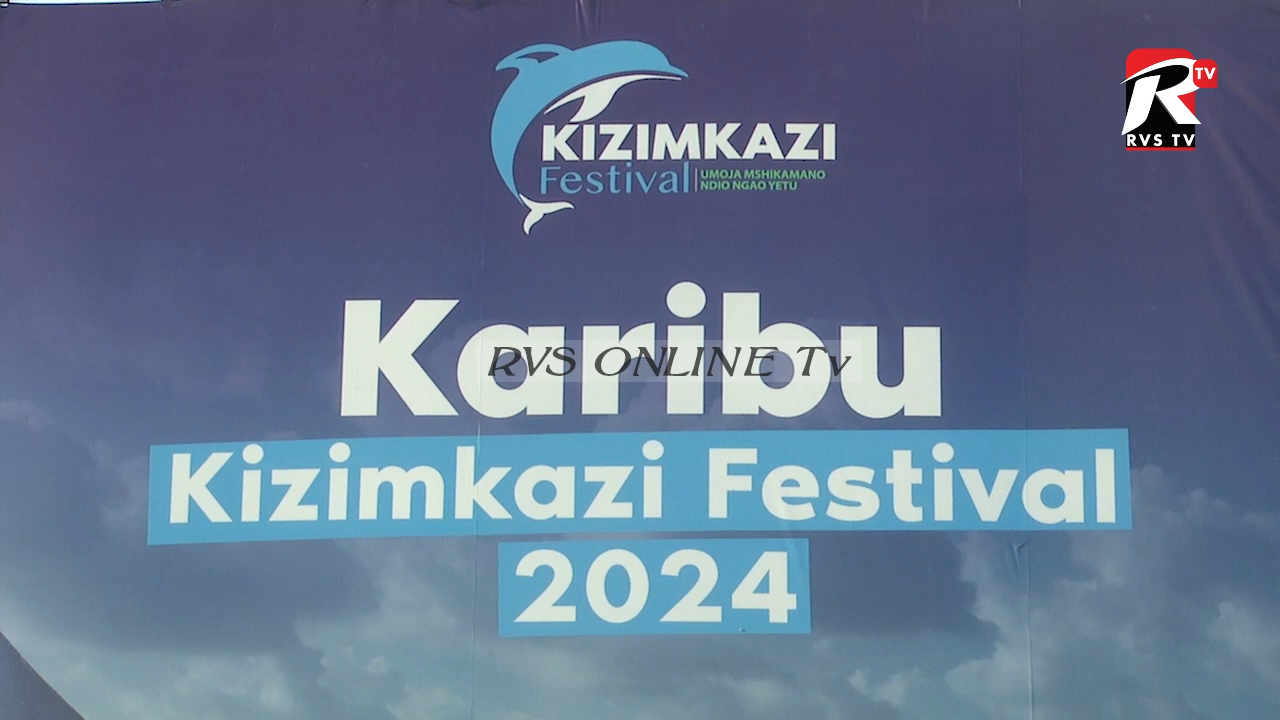 TV
RVS TV
KIZIMKAZI
Festival
UMOJA MSHIKAMANO
NDIO NGAO YETU
Karibu
RVS ONLINE Tv
Kizimkazi Festival
2024